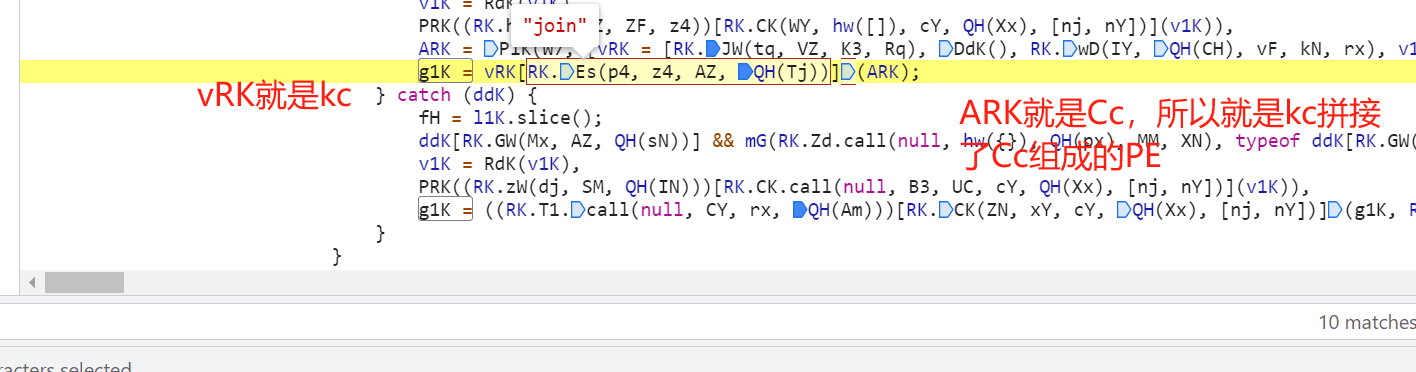 v1K = RdK(v1K),
PRK((RK.h Z, ZF, z4))[RK.CK(WY, hw([]), cY, QH(Xx), [nj, nY])](v1K)),
"join"
ARK = P1K(W7, [vRK = [RK.JW(tq, VZ, K3, Rq), DdK(), RK.wD(IY, QH(CH), vF, kN, rx), v1
g1K = vRK[RK.Es(p4, z4, AZ, QH(Tj))](ARK);
vRK就是kc
} catch (ddK) {
ARK就是Cc，所以就是kc拼接
了Cc组成的PE
fH = l1K.slice();
ddK[RK.GW(Mx, AZ, QH(sN))] && mG(RK.Zd.call(null, hw({}), QH(px), MM, XN), typeof ddK[RK.GW(
v1K = RdK(v1K),
PRK((RK.zW(dj, SM, QH(IN)))[RK.CK.call(null, B3, UC, cY, QH(Xx), [nj, nY])](v1K)),
g1K = ((RK.T1.call(null, CY, rx, QH(Am)))[RK.CK(ZN, xY, cY, QH(Xx), [nj, nY])](g1K, R
}
}
10 matches
racters selected